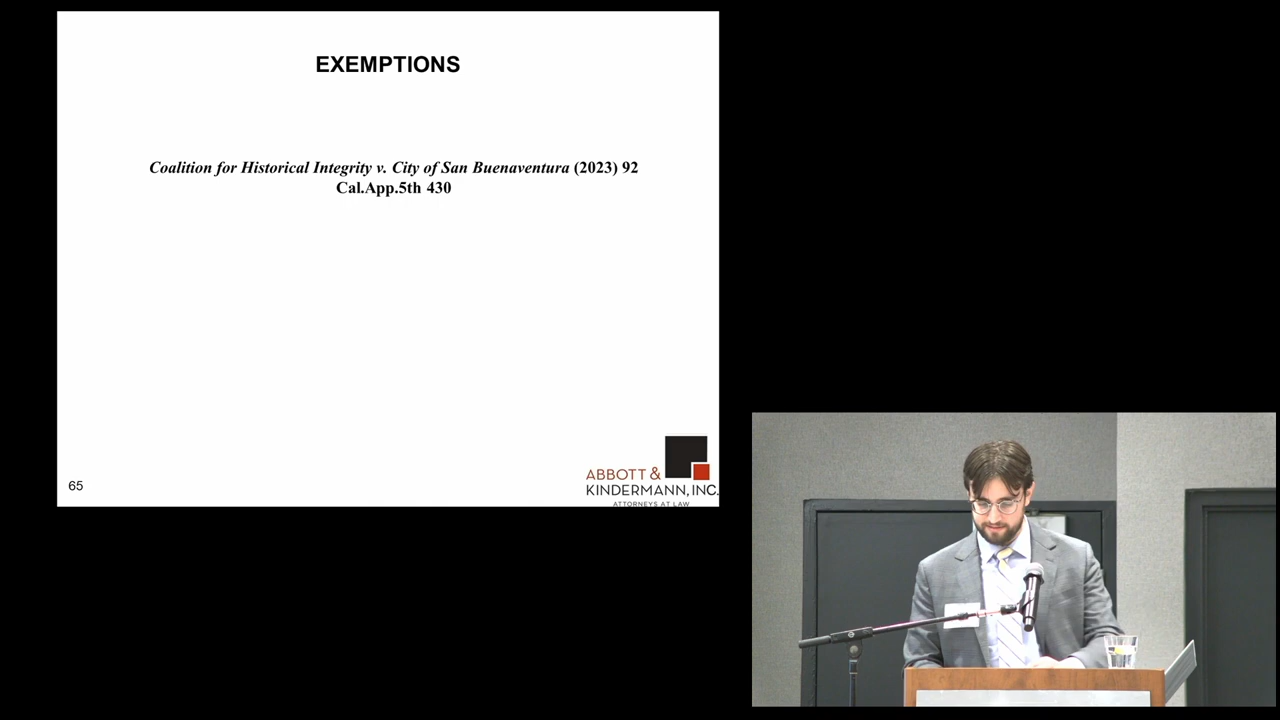 EXEMPTIONS
Coalition for Historical Integrity v. City of San Buenaventura (2023) 92
Cal.App.5th 430
65
ABBOTT &
KINDERMANN, INC.
ATTORNEYS AT LAW